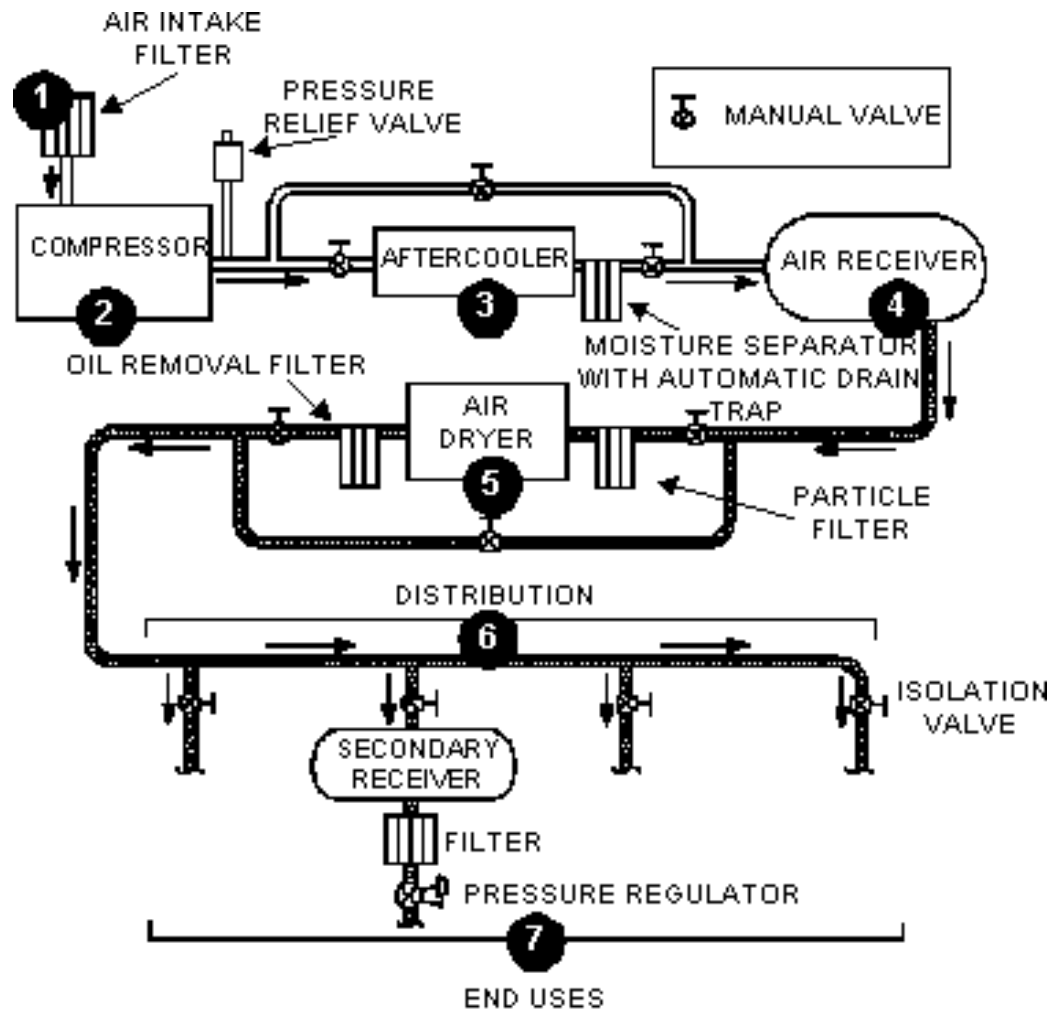 AIR INTAKE
FILTER
1
PRESSURE
RELIEF VALVE
MANUAL VALVE
COMPRESSOR
2
AFTERCOOLER
3
AIR RECEIVER
4
MOISTURE SEPARATOR
WITH AUTOMATIC DRAIN
TRAP
OIL REMOVAL FILTER
AIR
DRYER
5
PARTICLE
FILTER
DISTRIBUTION
6
ISOLATION
VALVE
SECONDARY
RECEIVER
FILTER
PRESSURE REGULATOR
7
END USES